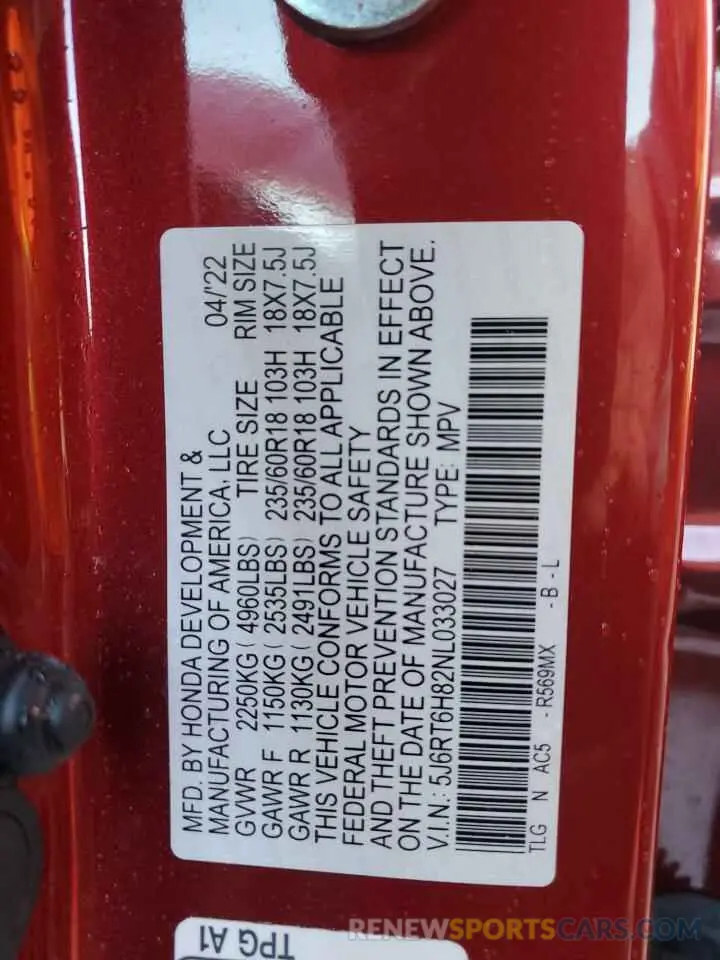 MFD. BY HONDA DEVELOPMENT &
MANUFACTURING OF AMERICA, LLC 04/'22
GVWR 2250KG ( 4960LBS) TIRE SIZE RIM SIZE
GAWR F 1150KG ( 2535LBS) 235/60R18 103H 18X7.5J
GAWR R 1130KG ( 2491LBS) 235/60R18 103H 18X7.5J
THIS VEHICLE CONFORMS TO ALL APPLICABLE
FEDERAL MOTOR VEHICLE SAFETY
AND THEFT PREVENTION STANDARDS IN EFFECT
ON THE DATE OF MANUFACTURE SHOWN ABOVE.
V.I.N.: 5J6RT6H82NL033027 TYPE: MPV
TLG N AC5 - R569MX - B - L
TPG A1
RENEWSPORTSCARS.COM